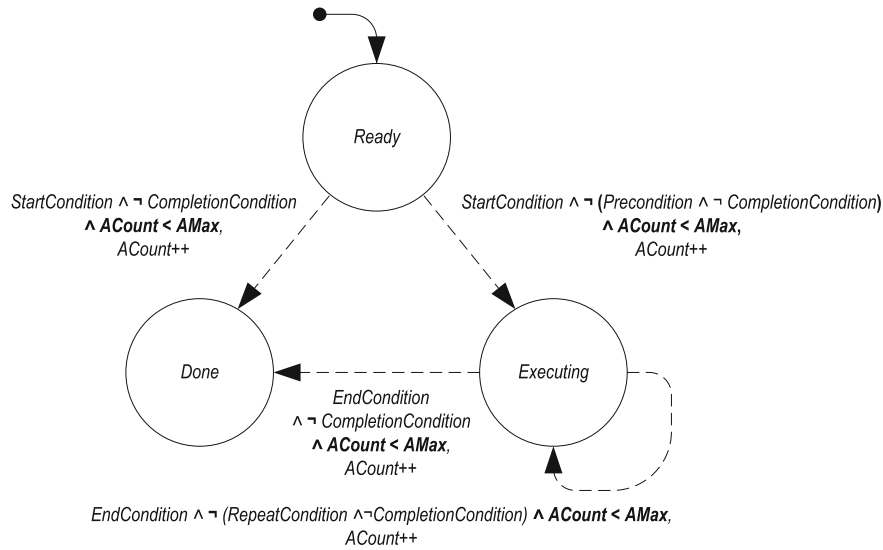 Ready
StartCondition ∧ ¬ CompletionCondition
∧ ACount < AMax,
ACount++
StartCondition ∧ ¬ (Precondition ∧ ¬ CompletionCondition)
∧ ACount < AMax,
ACount++
Done
Executing
EndCondition
∧ ¬ CompletionCondition
∧ ACount < AMax,
ACount++
EndCondition ∧ ¬ (RepeatCondition ∧¬CompletionCondition) ∧ ACount < AMax,
ACount++